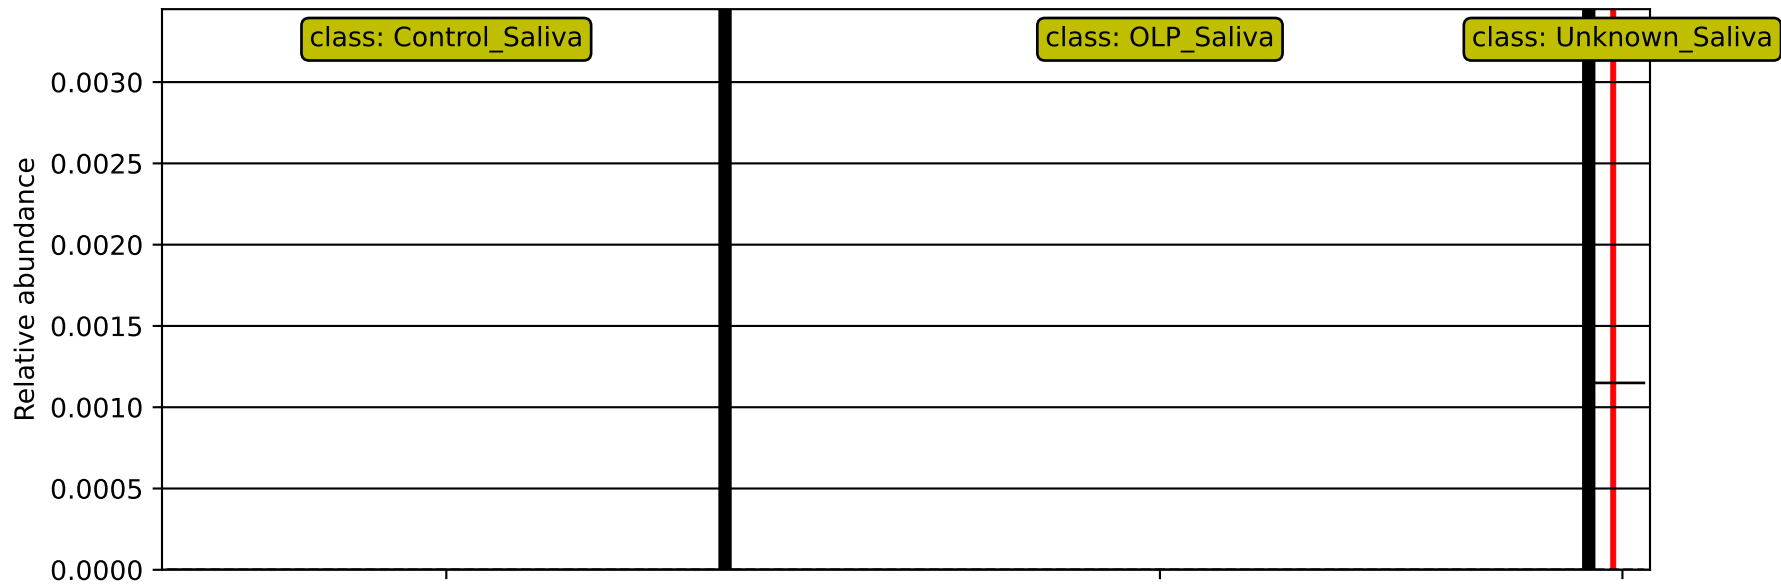 class: Control_Saliva
class: OLP_Saliva
class: Unknown_Saliva
Relative abundance
0.0030
0.0025
0.0020
0.0015
0.0010
0.0005
0.0000